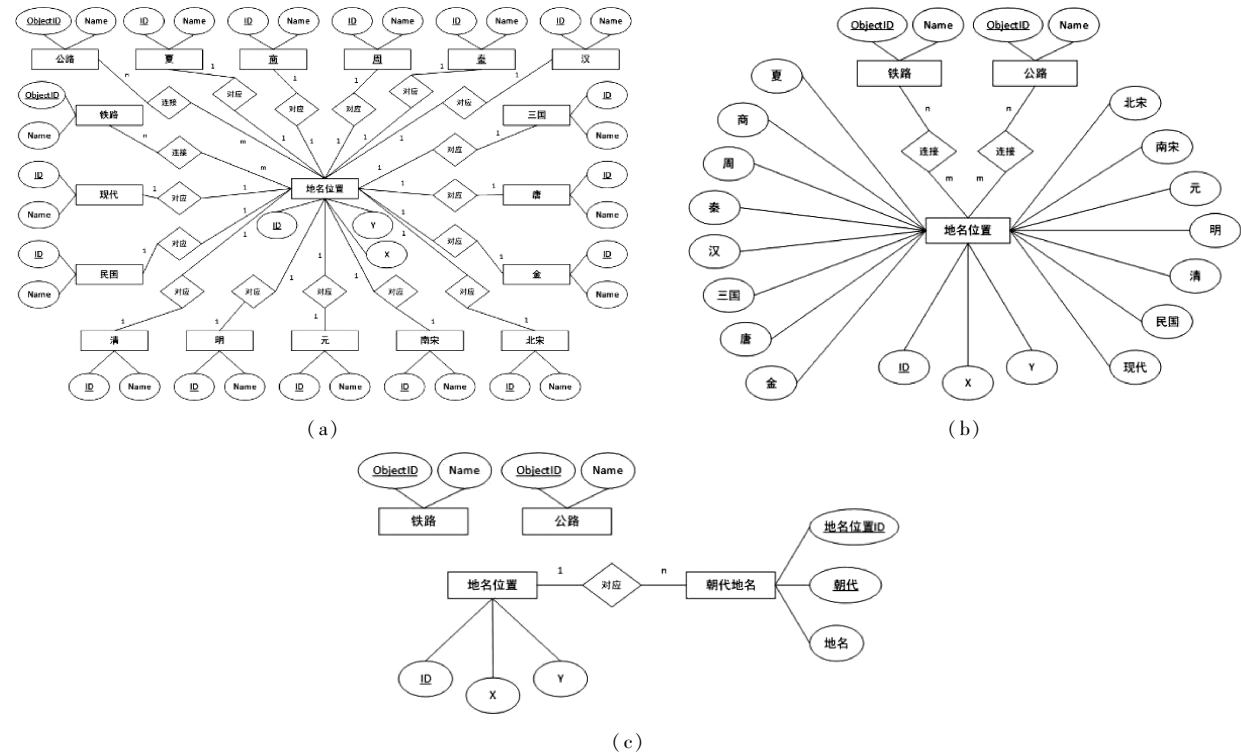 ObjectID Name ID Name ID Name ID Name ID Name ID Name
公路 夏 商 周 秦 汉
n 1 1 1 1 1
对应 对应 对应 对应
连接 对应 对应
ObjectID 铁路 Name
n m 1 1 1 1 1 1
三国 ID Name
1 对应
连接 m
ID 现代 Name
1 对应 1
地名位置
1 对应 1 唐 ID Name
ID X Y
ID 民国 Name
1 对应 1
1 对应 1 金 ID Name
1 1 1 1 1
对应 对应 对应 对应 对应
1 1 1 1 1
清 明 元 南宋 北宋
ID Name ID Name ID Name ID Name ID Name
(a)
ObjectID Name ObjectID Name
铁路 公路
n n
连接 连接
m m
地名位置
夏
商
周
秦
汉
三国
唐
金
ID
X
Y
北宋
南宋
元
明
清
民国
现代
(b)
ObjectID Name ObjectID Name
铁路 公路
地名位置 1 对应 n 朝代地名
ID X Y
地名位置ID
朝代
地名
(c)